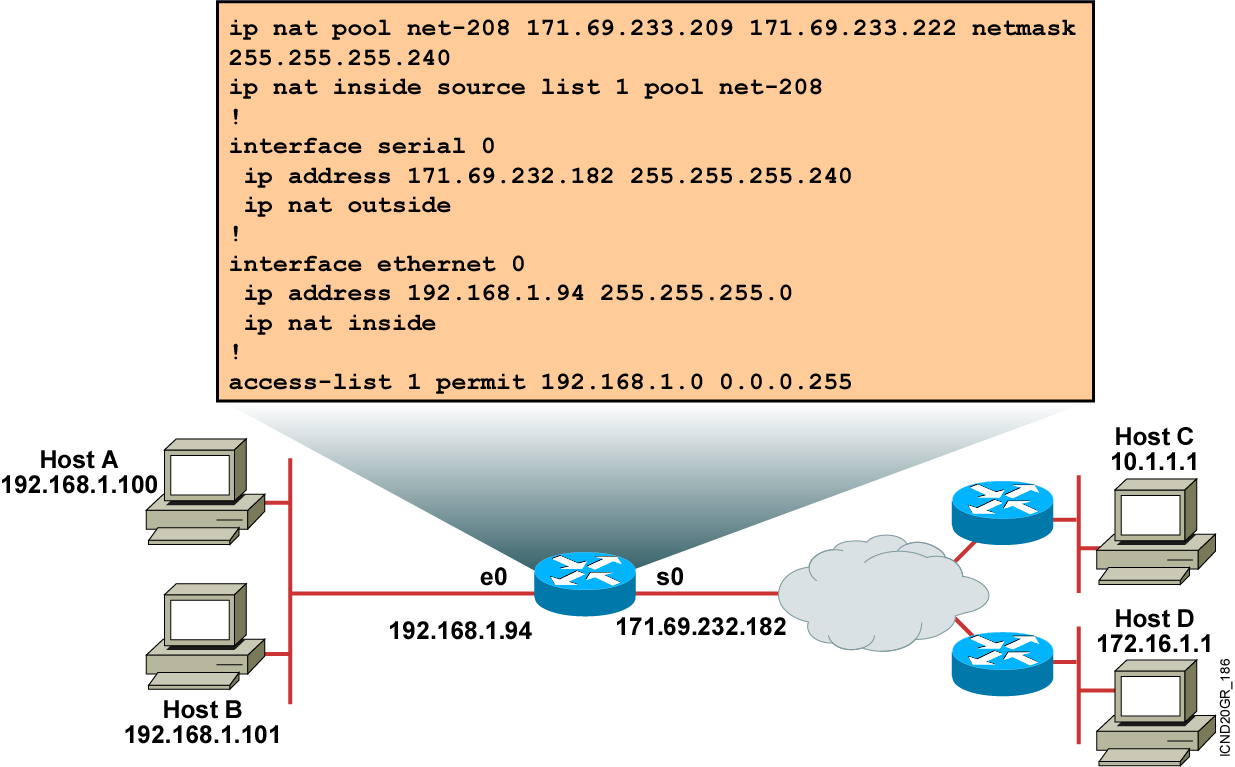 ip nat pool net-208 171.69.233.209 171.69.233.222 netmask
255.255.255.240
ip nat inside source list 1 pool net-208
!
interface serial 0
 ip address 171.69.232.182 255.255.255.240
 ip nat outside
!
interface ethernet 0
 ip address 192.168.1.94 255.255.255.0
 ip nat inside
!
access-list 1 permit 192.168.1.0 0.0.0.255
Host A
192.168.1.100
Host B
192.168.1.101
e0
192.168.1.94
s0
171.69.232.182
Host C
10.1.1.1
Host D
172.16.1.1
ICND20GR_186